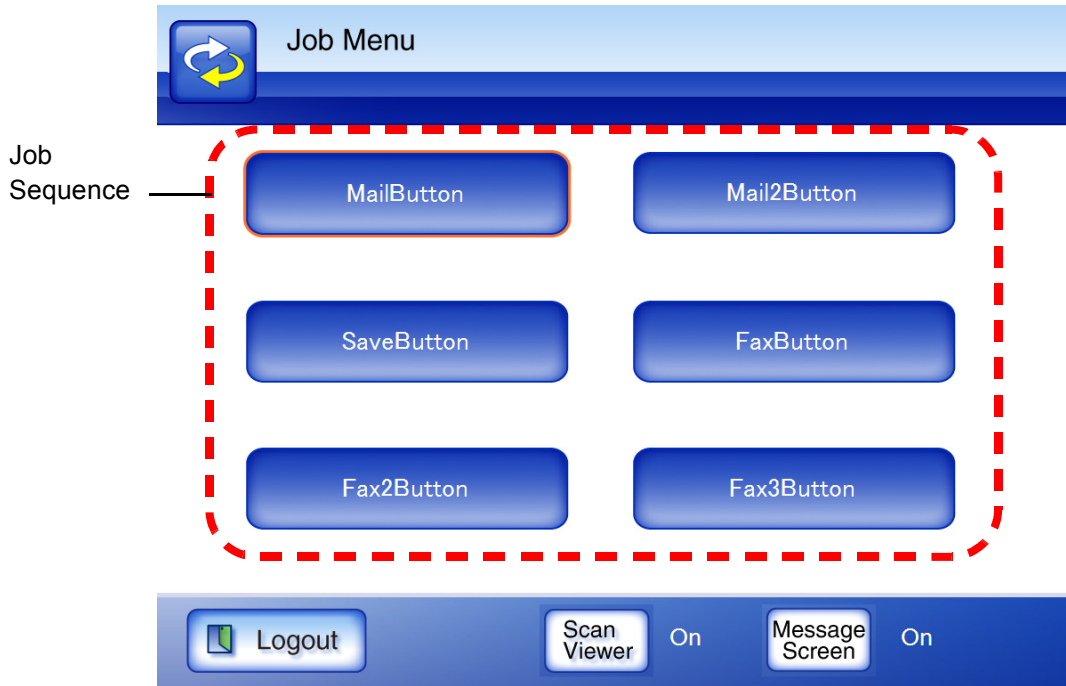 Job Menu
Job
Sequence
MailButton
Mail2Button
SaveButton
FaxButton
Fax2Button
Fax3Button
Logout
Scan
Viewer
On
Message
Screen
On